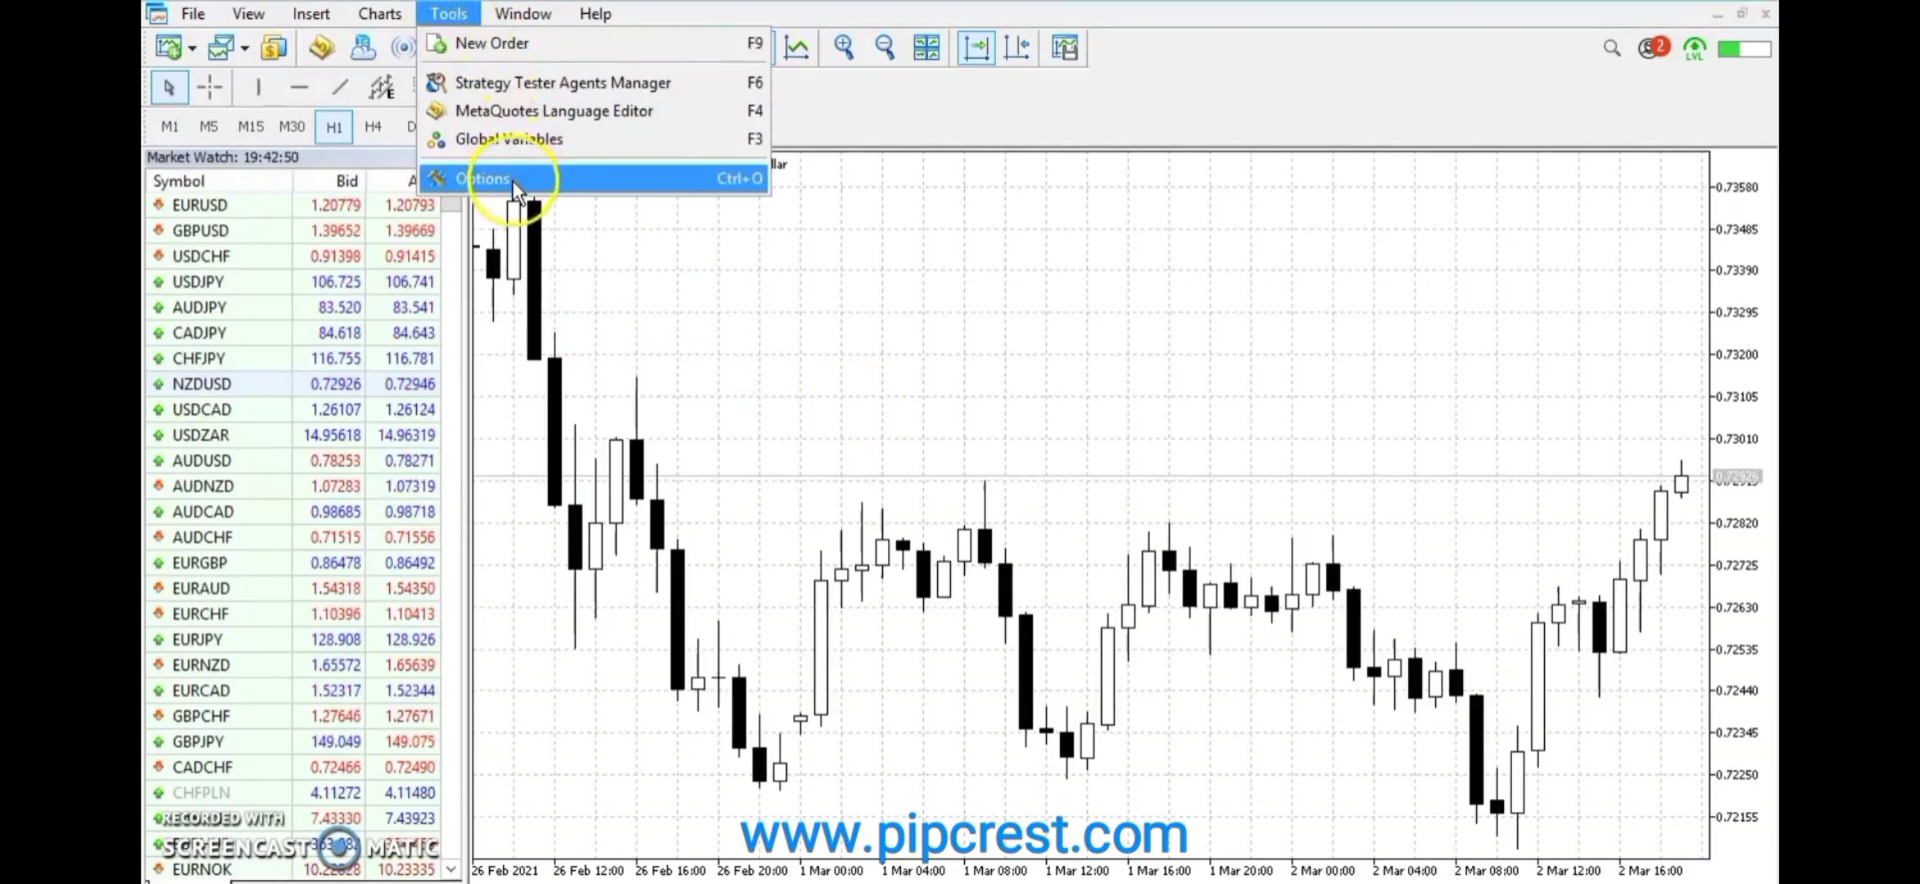 File View Insert Charts Tools Window Help
New Order F9
Strategy Tester Agents Manager F6
MetaQuotes Language Editor F4
Global Variables F3
Options Ctrl+O
2
LVL
E
M1 M5 M15 M30 H1 H4 D
Market Watch: 19:42:50
Symbol Bid A
EURUSD 1.20779 1.20793
GBPUSD 1.39652 1.39669
USDCHF 0.91398 0.91415
USDJPY 106.725 106.741
AUDJPY 83.520 83.541
CADJPY 84.618 84.643
CHFJPY 116.755 116.781
NZDUSD 0.72926 0.72946
USDCAD 1.26107 1.26124
USDZAR 14.95618 14.96319
AUDUSD 0.78253 0.78271
AUDNZD 1.07283 1.07319
AUDCAD 0.98685 0.98718
AUDCHF 0.71515 0.71556
EURGBP 0.86478 0.86492
EURAUD 1.54318 1.54350
EURCHF 1.10396 1.10413
EURJPY 128.908 128.926
EURNZD 1.65572 1.65639
EURCAD 1.52317 1.52344
GBPCHF 1.27646 1.27671
GBPJPY 149.049 149.075
CADCHF 0.72466 0.72490
CHFPLN 4.11272 4.11480
RECORDED WITH 7.43330 7.43923
SCREENCAST MATIC
EURNOK 10.23335
llar
0.73580
0.73485
0.73390
0.73295
0.73200
0.73105
0.73010
0.72926
0.72820
0.72725
0.72630
0.72535
0.72440
0.72345
0.72250
0.72155
www.pipcrest.com
26 Feb 2021 26 Feb 12:00 26 Feb 16:00 26 Feb 20:00 1 Mar 00:00 1 Mar 04:00 1 Mar 08:00 1 Mar 12:00 1 Mar 16:00 1 Mar 20:00 2 Mar 00:00 2 Mar 04:00 2 Mar 08:00 2 Mar 12:00 2 Mar 16:00